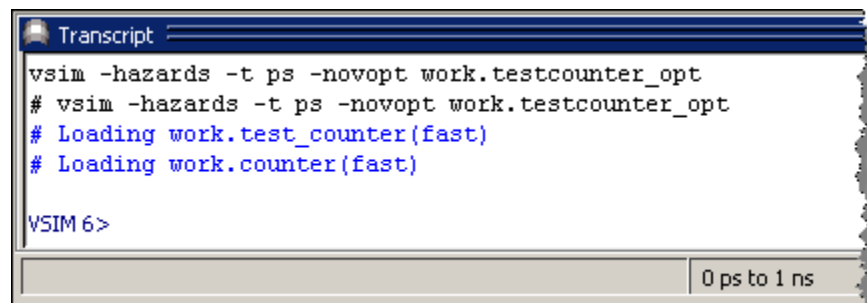 Transcript
vsim -hazards -t ps -novopt work.testcounter_opt
# vsim -hazards -t ps -novopt work.testcounter_opt
# Loading work.test_counter(fast)
# Loading work.counter(fast)
VSIM 6>
0 ps to 1 ns